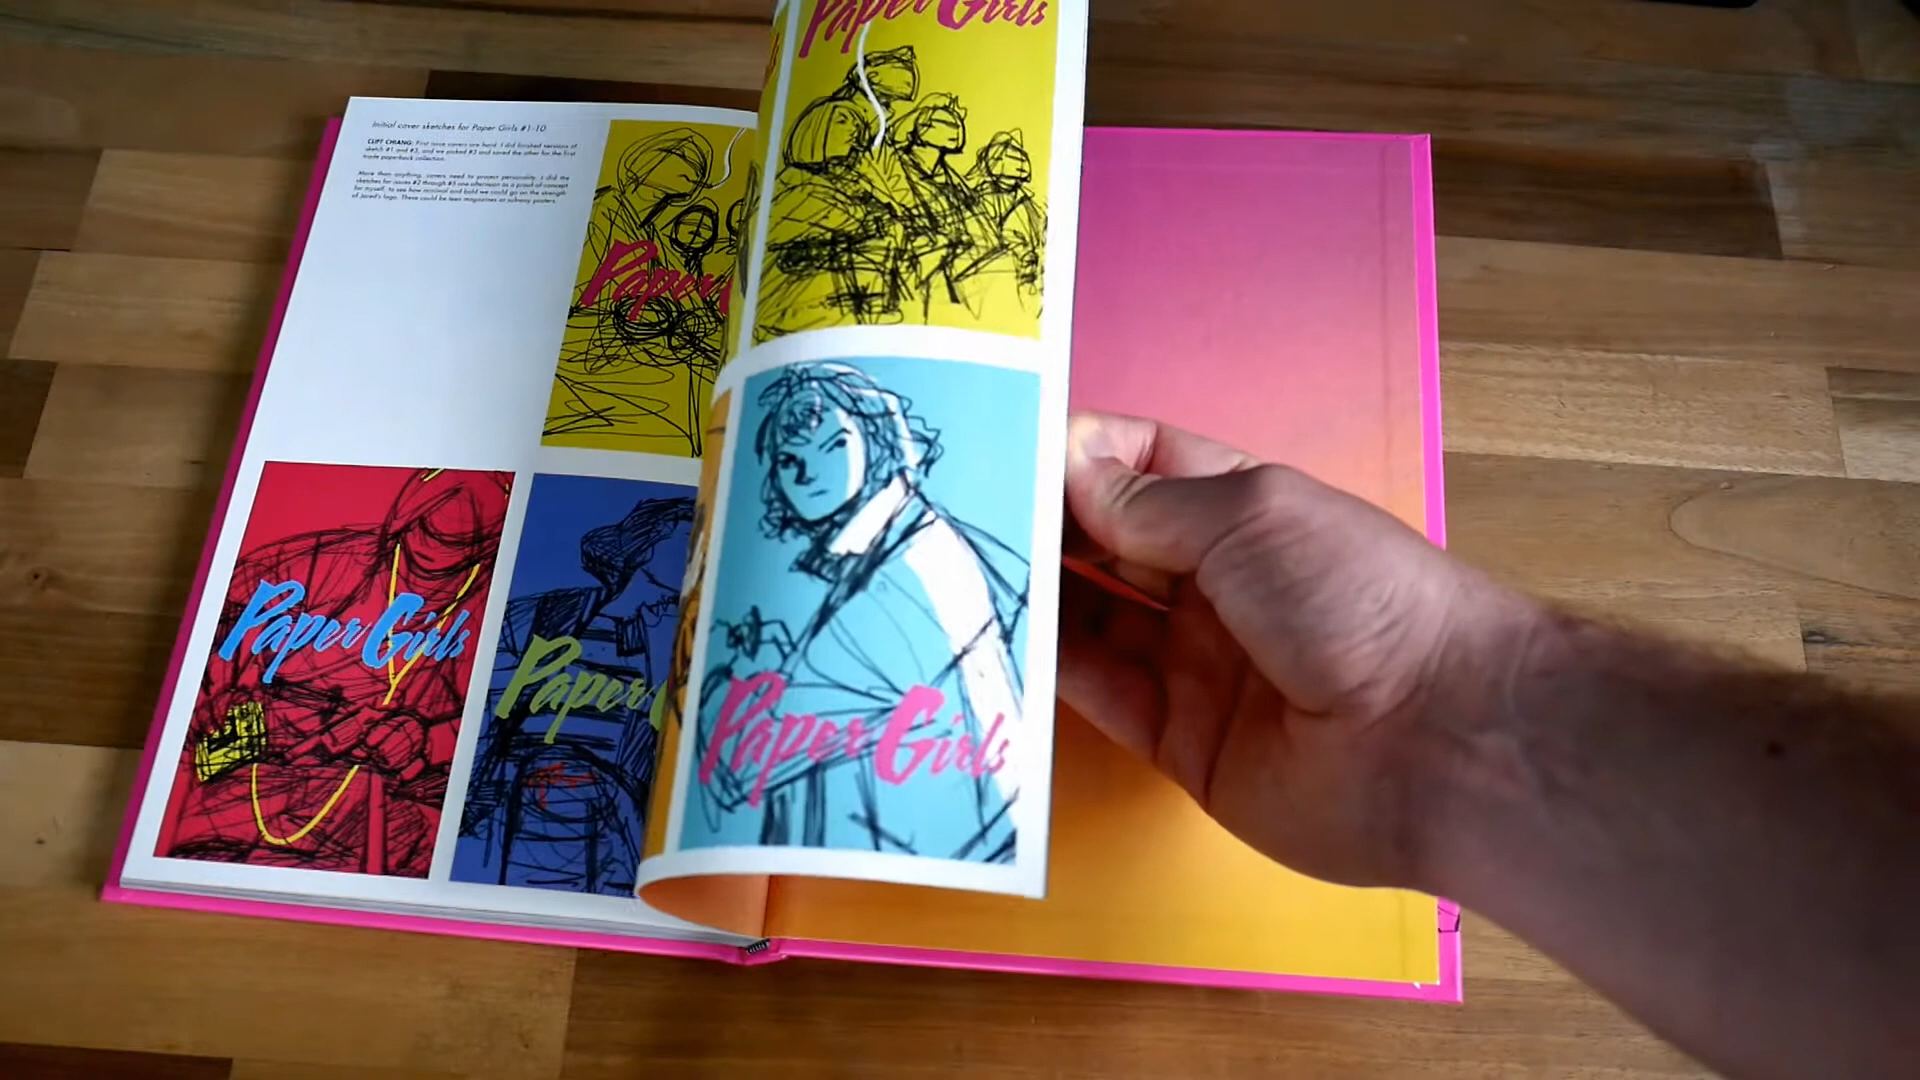 Initial cover sketches for Paper Girls #1-10
CLIFF CHIANG: First issue covers are hard. I did finished versions of
sketch #1 and #3, and we picked #3 and saved the other for the first
trade paperback collection.
More than anything, covers need to project personality. I did the
sketches for issues #2 through #5 one afternoon as a proof of concept
for myself, to see how minimal and bold we could go on the strength
of Jared's logo. These could be teen magazines or subway posters.
Paper Girls
Paper
Paper Girls
Paper
Paper Girls